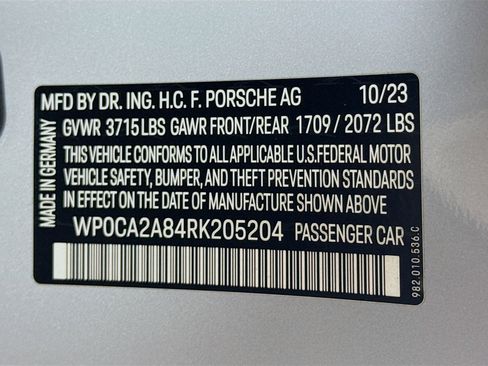 MFD BY DR. ING. H.C. F. PORSCHE AG 10/23
GVWR 3715LBS GAWR FRONT/REAR 1709/2072 LBS
THIS VEHICLE CONFORMS TO ALL APPLICABLE U.S.FEDERAL MOTOR
VEHICLE SAFETY, BUMPER, AND THEFT PREVENTION STANDARDS
IN EFFECT ON THE DATE OF MANUFACTURE SHOWN ABOVE.
WP0CA2A84RK205204 PASSENGER CAR
MADE IN GERMANY
982.010.536.C